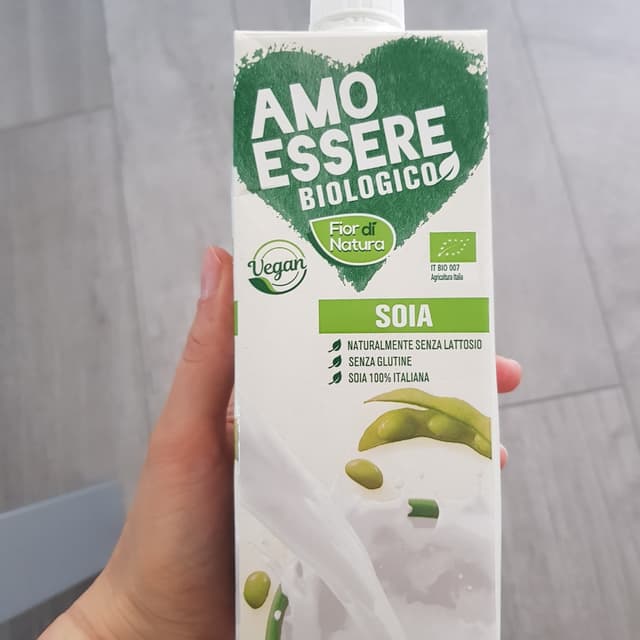 AMO
ESSERE
BIOLOGICO
Fior di
Natura
Vegan
IT BIO 007
Agricoltura Italia
SOIA
NATURALMENTE SENZA LATTOSIO
SENZA GLUTINE
SOIA 100% ITALIANA